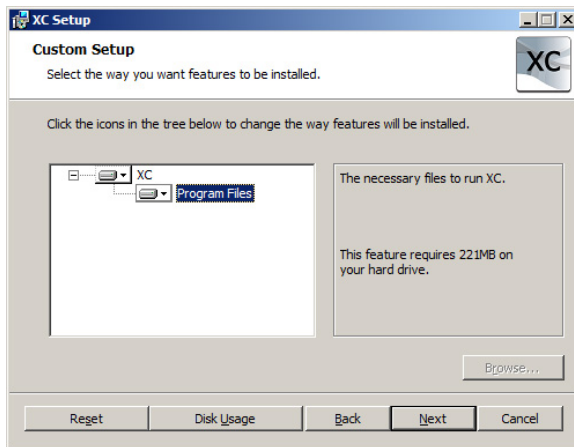 XC Setup
Custom Setup
Select the way you want features to be installed.
XC
Click the icons in the tree below to change the way features will be installed.
XC
Program Files
The necessary files to run XC.
This feature requires 221MB on
your hard drive.
Browse...
Reset
Disk Usage
Back
Next
Cancel